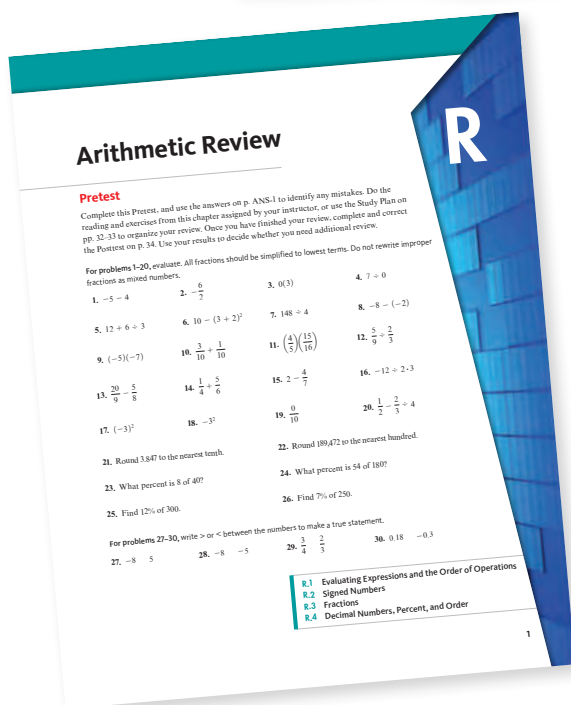 R
Arithmetic Review
Pretest
Complete this Pretest, and use the answers on p. ANS-1 to identify any mistakes. Do the
reading and exercises from this chapter assigned by your instructor, or use the Study Plan on
pp. 32–33 to organize your review. Once you have finished your review, complete and correct
the Posttest on p. 34. Use your results to decide whether you need additional review.
For problems 1–20, evaluate. All fractions should be simplified to lowest terms. Do not rewrite improper
fractions as mixed numbers.
1. −5 − 4 2. −6/2 3. 0(3) 4. 7 ÷ 0
5. 12 + 6 ÷ 3 6. 10 − (3 + 2)² 7. 148 ÷ 4 8. −8 − (−2)
9. (−5)(−7) 10. 3/10 + 1/10 11. (4/5)(15/16) 12. 5/9 ÷ 2/3
13. 20/9 − 5/8 14. 1/4 + 5/6 15. 2 − 4/7 16. −12 ÷ 2·3
17. (−3)² 18. −3² 19. 0/10 20. 1/2 − 2/3 ÷ 4
21. Round 3.847 to the nearest tenth. 22. Round 189,472 to the nearest hundred.
23. What percent is 8 of 40? 24. What percent is 54 of 180?
25. Find 12% of 300. 26. Find 7% of 250.
For problems 27–30, write > or < between the numbers to make a true statement.
27. −8 5 28. −8 −5 29. 3/4 2/3 30. 0.18 −0.3
R.1 Evaluating Expressions and the Order of Operations
R.2 Signed Numbers
R.3 Fractions
R.4 Decimal Numbers, Percent, and Order
1